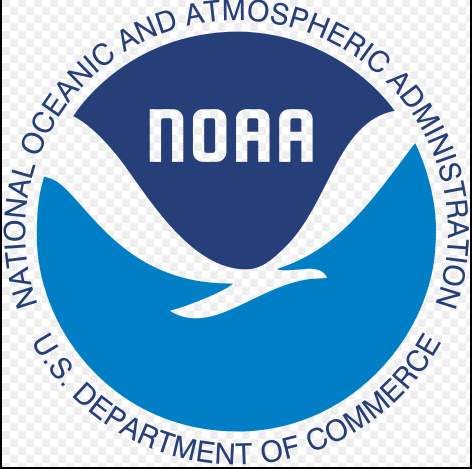 NATIONAL OCEANIC AND ATMOSPHERIC ADMINISTRATION
NOAA
U.S. DEPARTMENT OF COMMERCE